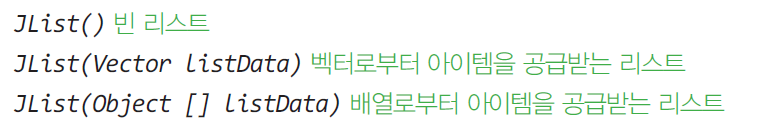 JList() 빈 리스트
JList(Vector listData) 벡터로부터 아이템을 공급받는 리스트
JList(Object [] listData) 배열로부터 아이템을 공급받는 리스트